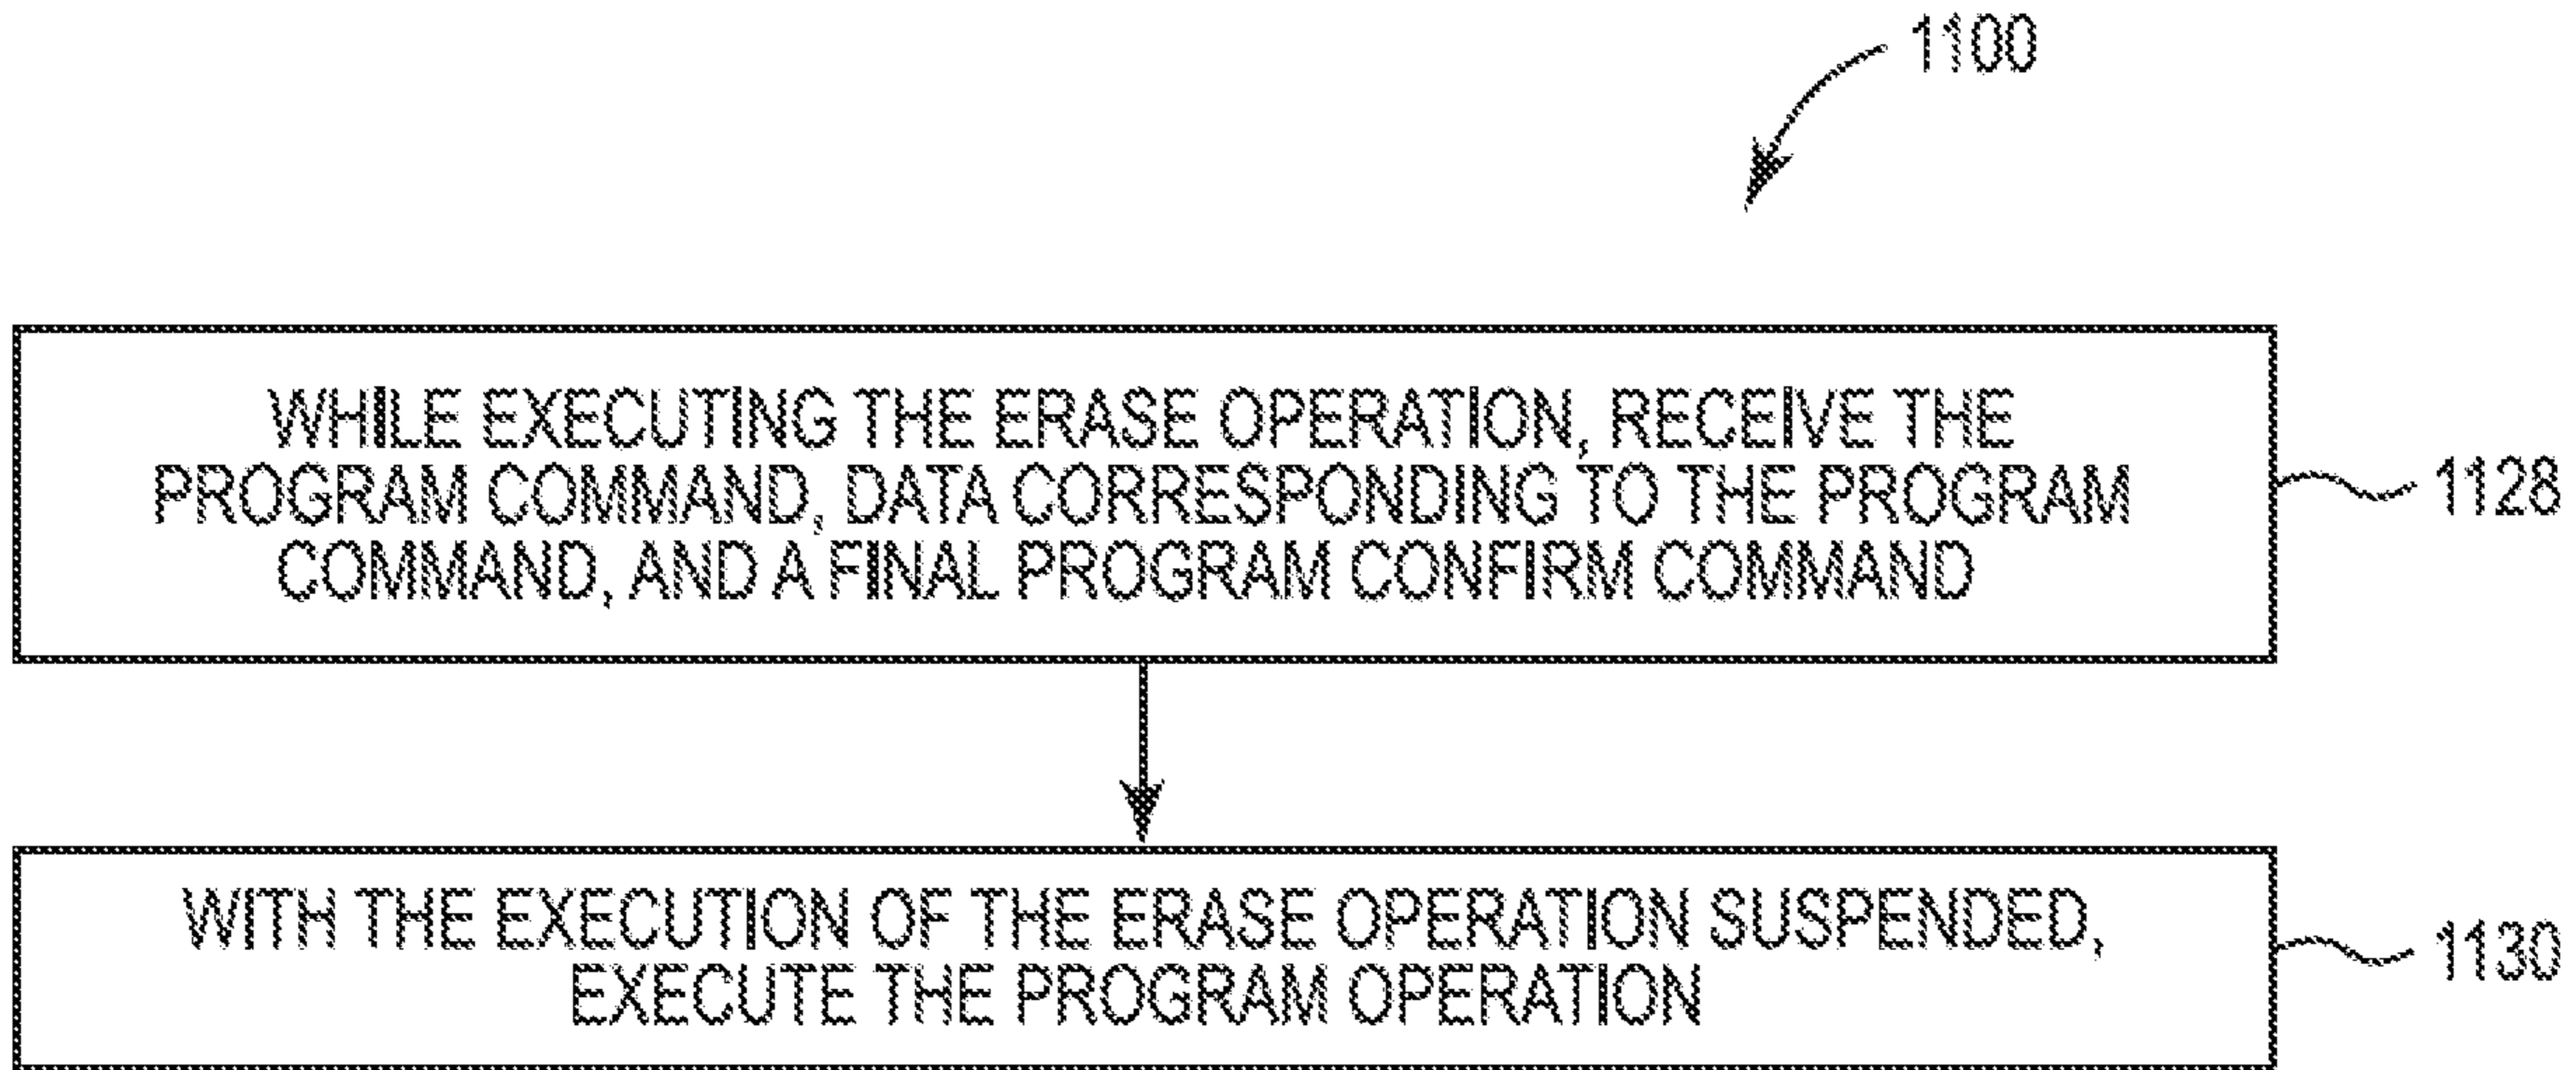 1100
WHILE EXECUTING THE ERASE OPERATION, RECEIVE THE
PROGRAM COMMAND, DATA CORRESPONDING TO THE PROGRAM
COMMAND, AND A FINAL PROGRAM CONFIRM COMMAND
1128
WITH THE EXECUTION OF THE ERASE OPERATION SUSPENDED,
EXECUTE THE PROGRAM OPERATION
1130